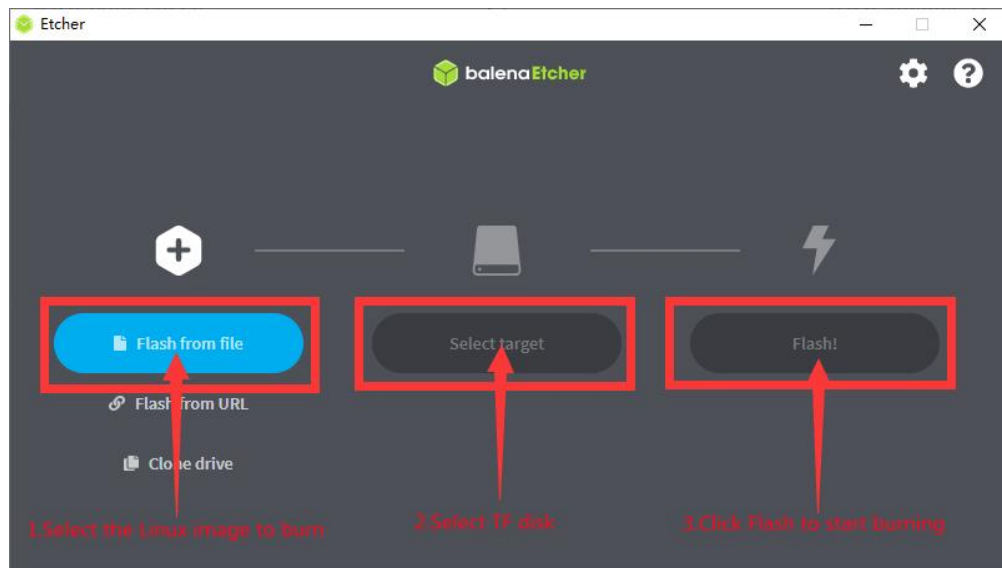 Etcher
balenaEtcher
Flash from file
Select target
Flash!
Flash from URL
Clone drive
1.Select the Linux image to burn
2.Select TF disk
3.Click Flash to start burning